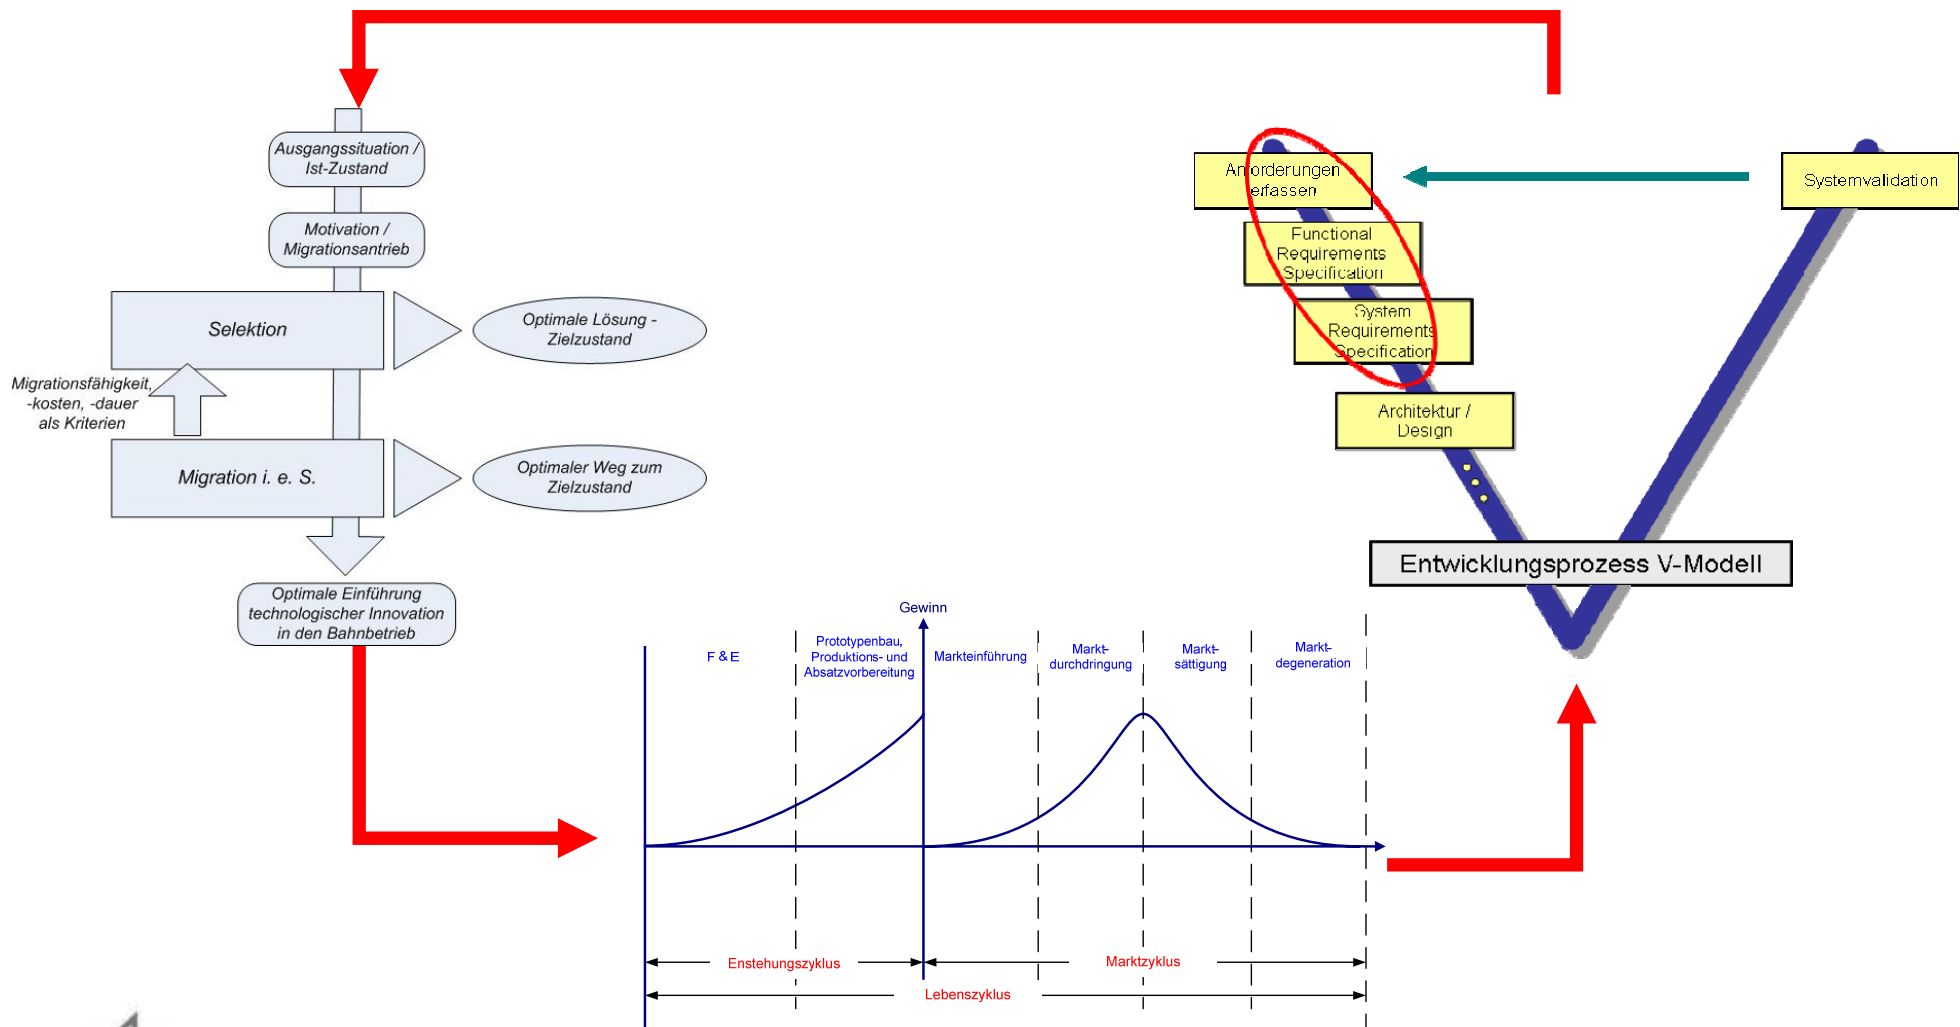 Ausgangssituation /
Ist-Zustand
Motivation /
Migrationsantrieb
Selektion
Optimale Lösung -
Zielzustand
Migrationsfähigkeit,
-kosten, -dauer
als Kriterien
Migration i. e. S.
Optimaler Weg zum
Zielzustand
Optimale Einführung
technologischer Innovation
in den Bahnbetrieb
Anforderungen
erfassen
Functional
Requirements
Specification
System
Requirements
Specification
Architektur /
Design
Systemvalidation
Entwicklungsprozess V-Modell
Gewinn
F & E
Prototypenbau,
Produktions- und
Absatzvorbereitung
Markteinführung
Markt-
durchdringung
Markt-
sättigung
Markt-
degeneration
Enstehungszyklus
Marktzyklus
Lebenszyklus